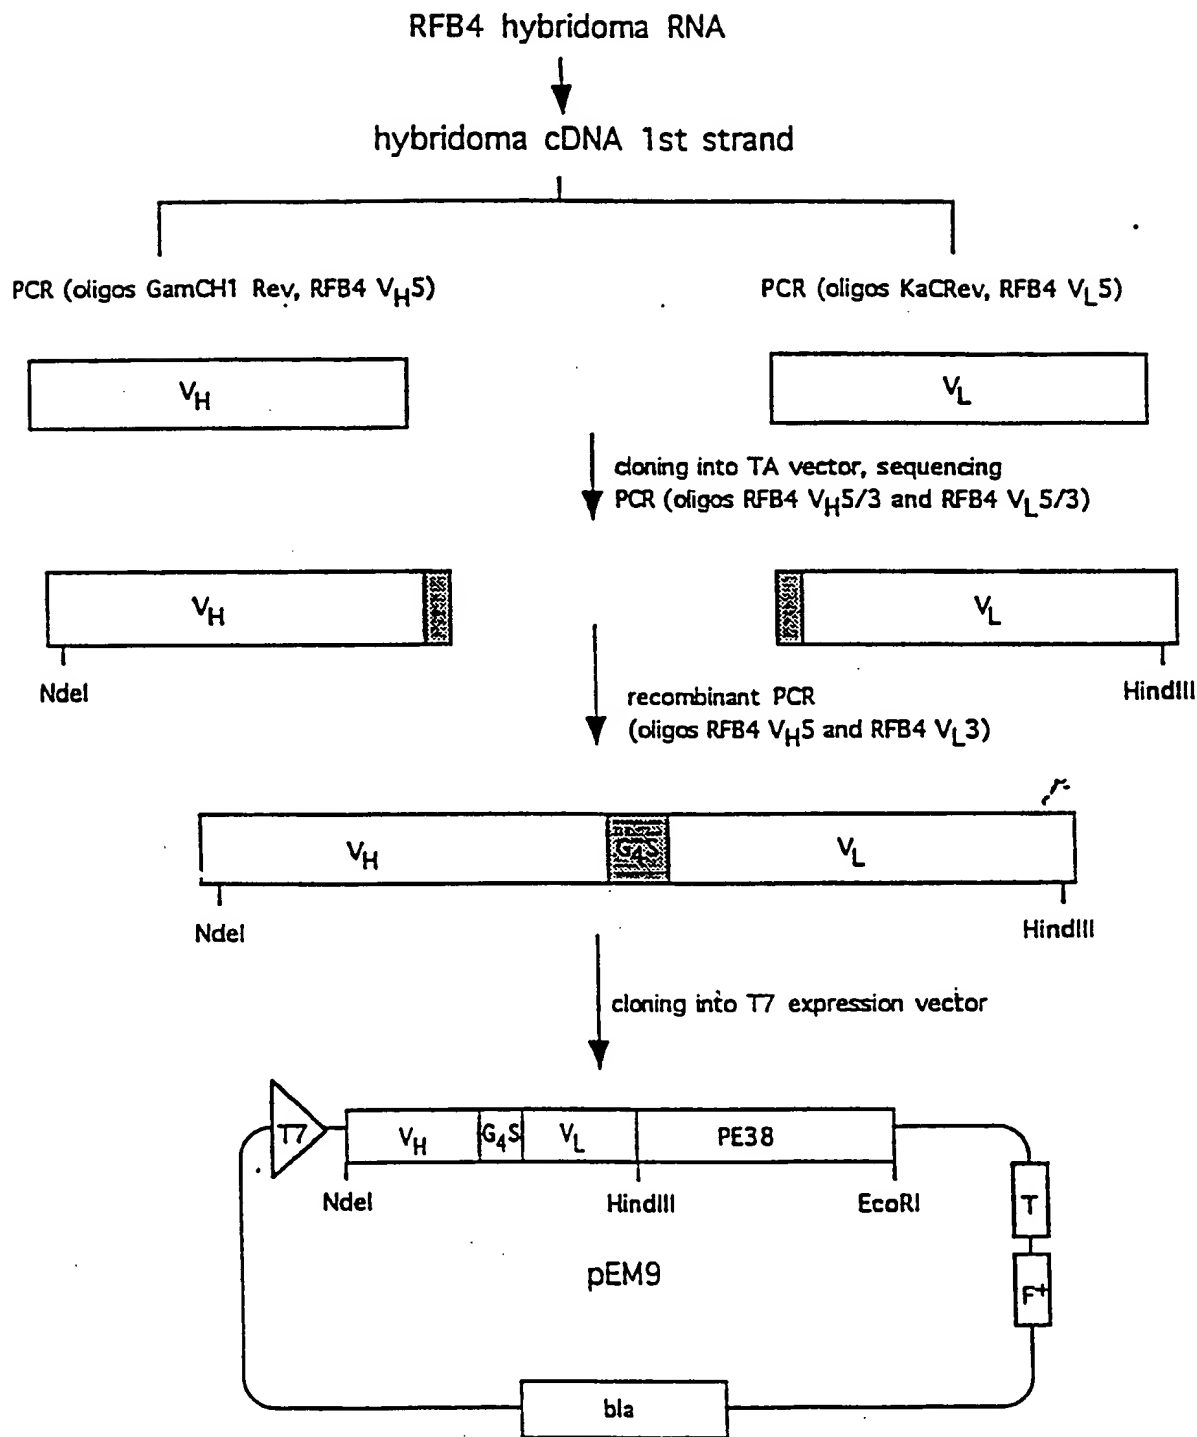 RFB4 hybridoma RNA
hybridoma cDNA 1st strand
PCR (oligos GamCH1 Rev, RFB4 VH5)
PCR (oligos KaCRev, RFB4 VL5)
VH
VL
cloning into TA vector, sequencing
PCR (oligos RFB4 VH5/3 and RFB4 VL5/3)
VH
VL
NdeI
HindIII
recombinant PCR
(oligos RFB4 VH5 and RFB4 VL3)
VH
G4S
VL
NdeI
HindIII
cloning into T7 expression vector
T7
VH
G4S
VL
PE38
NdeI
HindIII
EcoRI
T
pEM9
F+
bla